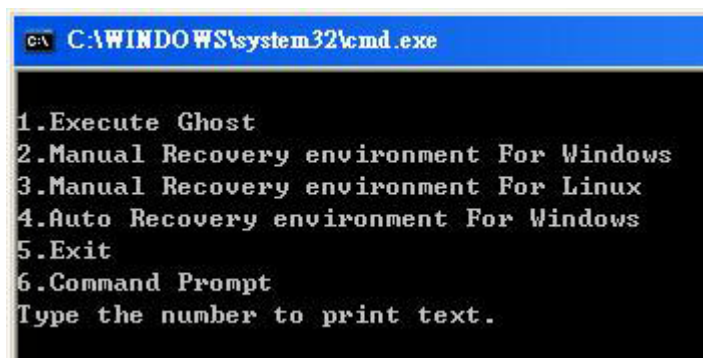 C:\WINDOWS\system32\cmd.exe
1.Execute Ghost
2.Manual Recovery environment For Windows
3.Manual Recovery environment For Linux
4.Auto Recovery environment For Windows
5.Exit
6.Command Prompt
Type the number to print text.